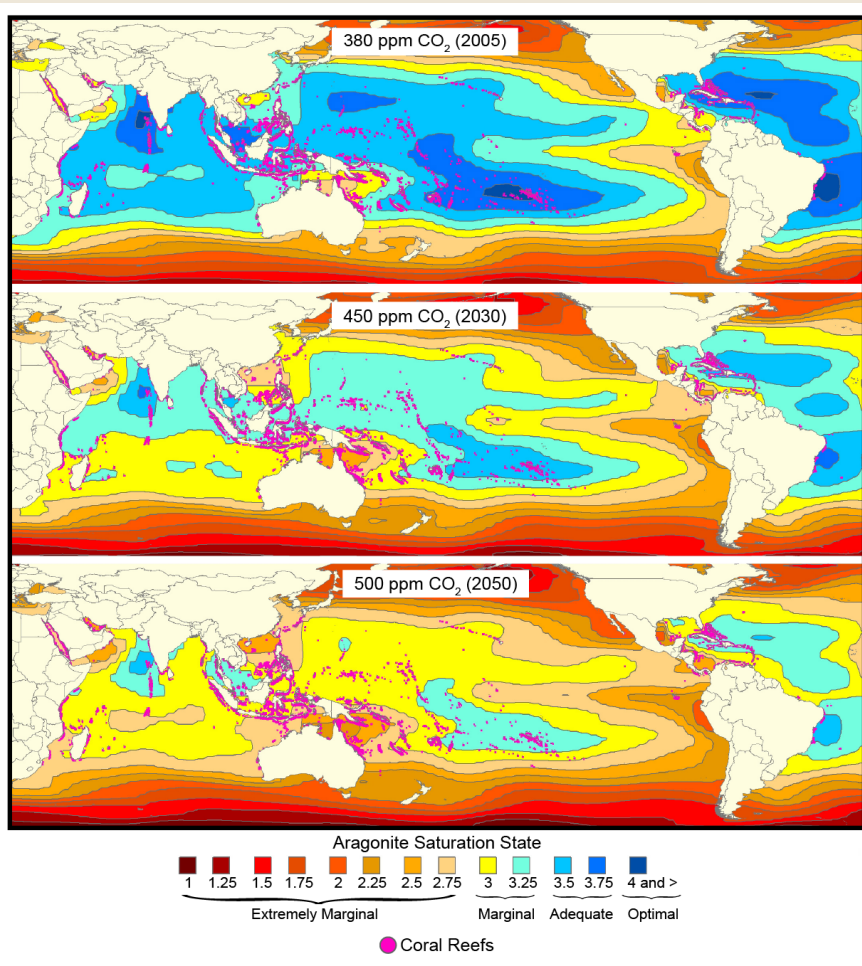 380 ppm CO₂ (2005)
450 ppm CO₂ (2030)
500 ppm CO₂ (2050)
Aragonite Saturation State
1 1.25 1.5 1.75 2 2.25 2.5 2.75 3 3.25 3.5 3.75 4 and >
Extremely Marginal Marginal Adequate Optimal
Coral Reefs